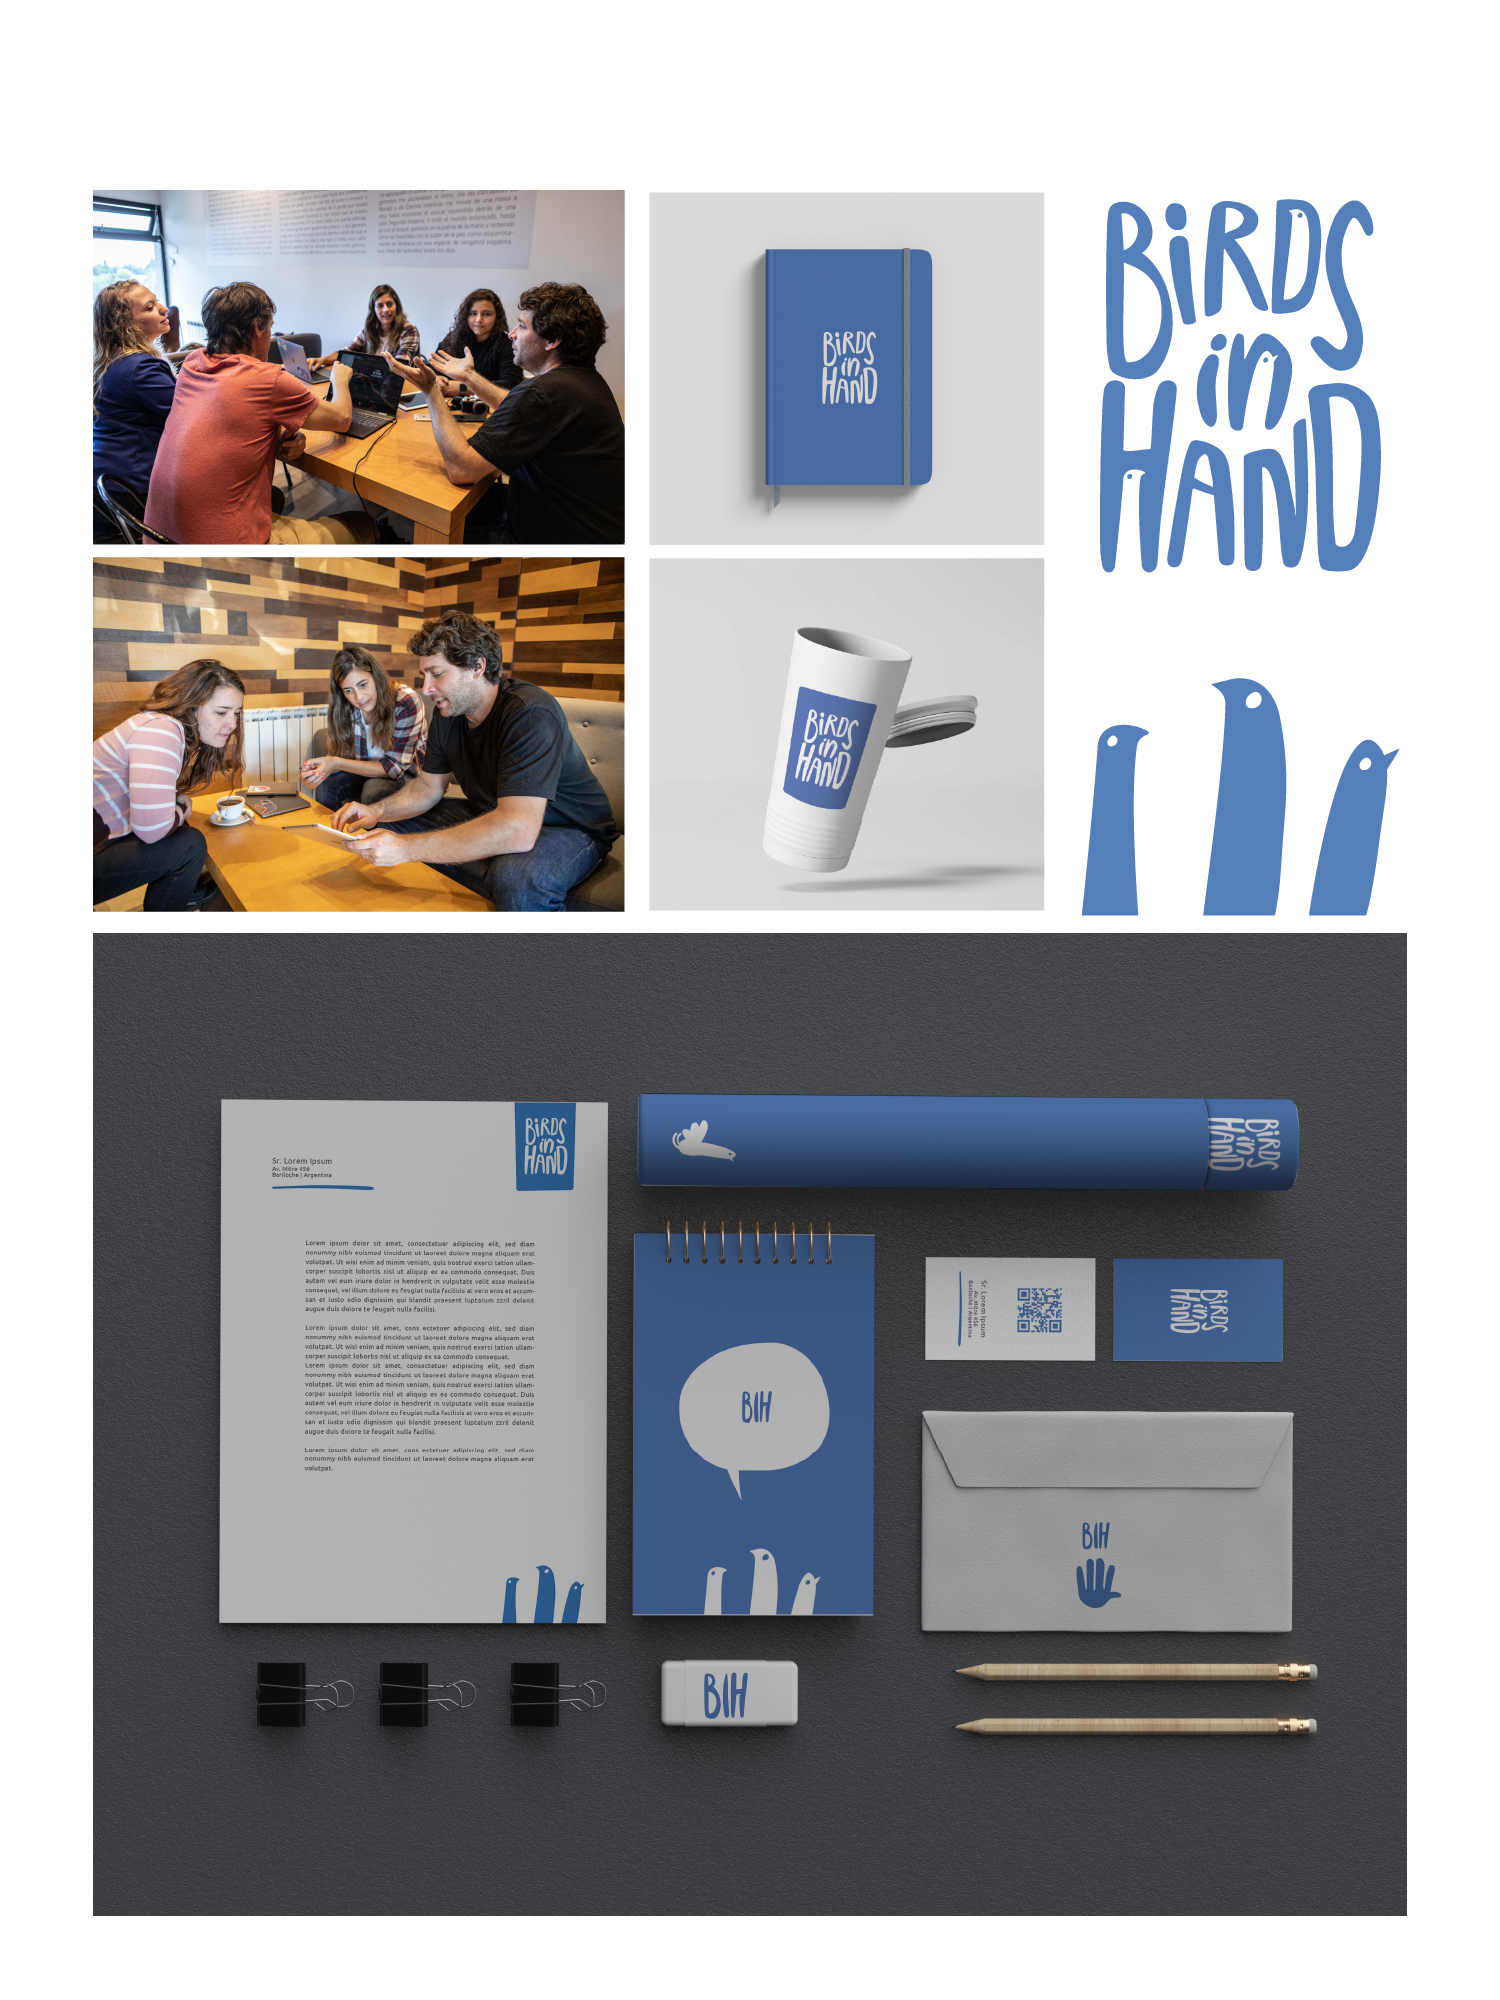 BiRDS
in
HAND
BiRDS
in
HAND
BiRDS
in
HAND
BiRDS
in
HAND
Sr. Lorem Ipsum
Av. Mitre 456
Bariloche | Argentina
Lorem ipsum dolor sit amet, consectetuer adipiscing elit, sed diam
nonummy nibh euismod tincidunt ut laoreet dolore magna aliquam erat
volutpat. Ut wisi enim ad minim veniam, quis nostrud exerci tation ullam-
corper suscipit lobortis nisl ut aliquip ex ea commodo consequat. Duis
autem vel eum iriure dolor in hendrerit in vulputate velit esse molestie
consequat, vel illum dolore eu feugiat nulla facilisis at vero eros et accum-
san et iusto odio dignissim qui blandit praesent luptatum zzril delenit
augue duis dolore te feugait nulla facilisi.
Lorem ipsum dolor sit amet, cons ectetuer adipiscing elit, sed diam
nonummy nibh euismod tincidunt ut laoreet dolore magna aliquam erat
volutpat. Ut wisi enim ad minim veniam, quis nostrud exerci tation ullam-
corper suscipit lobortis nisl ut aliquip ex ea commodo consequat.
Lorem ipsum dolor sit amet, cons ectetuer adipiscing elit, sed diam
nonummy nibh euismod tincidunt ut laoreet dolore magna aliquam erat
volutpat. Ut wisi enim ad minim veniam, quis nostrud exerci tation ullam-
corper suscipit lobortis nisl ut aliquip ex ea commodo consequat. Duis
autem vel eum iriure dolor in hendrerit in vulputate velit esse molestie
consequat, vel illum dolore eu feugiat nulla facilisis at vero eros et accum-
san et iusto odio dignissim qui blandit praesent luptatum zzril delenit
augue duis dolore te feugait nulla facilisi.
Lorem ipsum dolor sit amet, cons ectetuer adipiscing elit, sed diam
nonummy nibh euismod tincidunt ut laoreet dolore magna aliquam erat
volutpat.
BiRDS
in
HAND
BIH
Sr. Lorem Ipsum
Av. Mitre 456
Bariloche | Argentina
BiRDS
in
HAND
BIH
BIH